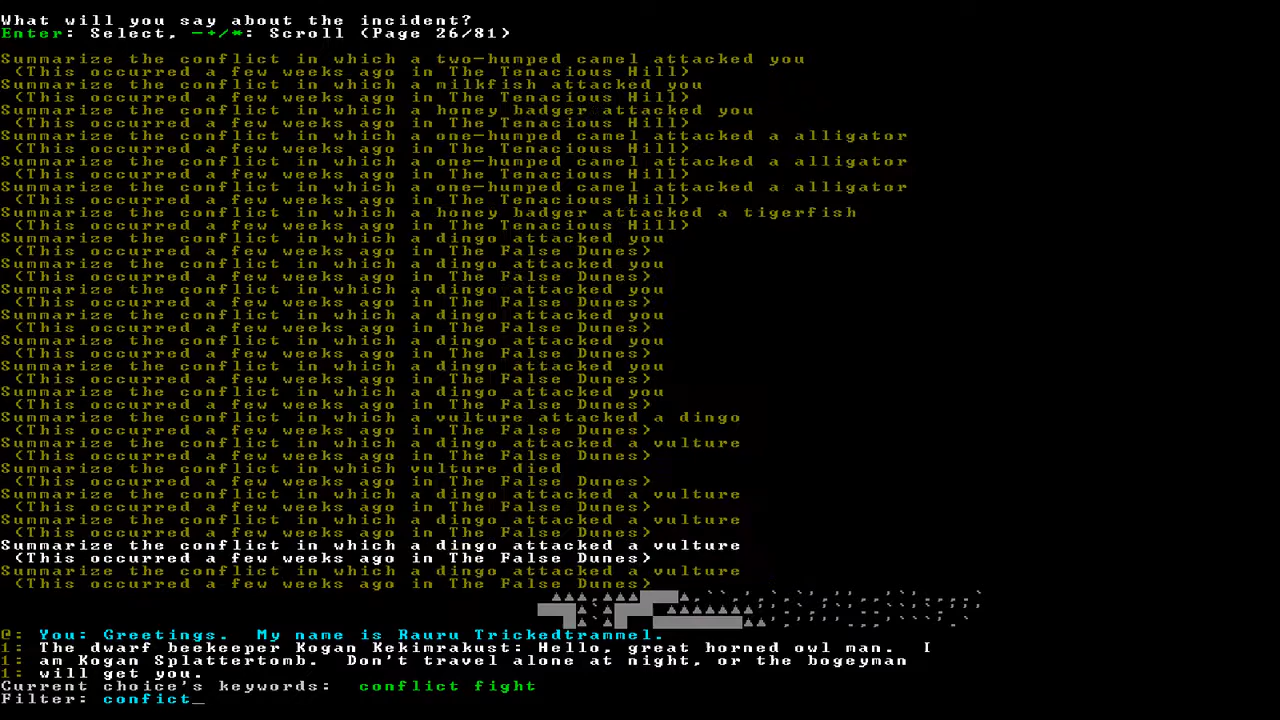 What will you say about the incident?
Enter: Select, -+/*: Scroll (Page 26/81)
Summarize the conflict in which a two-humped camel attacked you
(This occurred a few weeks ago in The Tenacious Hill)
Summarize the conflict in which a milkfish attacked you
(This occurred a few weeks ago in The Tenacious Hill)
Summarize the conflict in which a honey badger attacked you
(This occurred a few weeks ago in The Tenacious Hill)
Summarize the conflict in which a one-humped camel attacked a alligator
(This occurred a few weeks ago in The Tenacious Hill)
Summarize the conflict in which a one-humped camel attacked a alligator
(This occurred a few weeks ago in The Tenacious Hill)
Summarize the conflict in which a one-humped camel attacked a alligator
(This occurred a few weeks ago in The Tenacious Hill)
Summarize the conflict in which a honey badger attacked a tigerfish
(This occurred a few weeks ago in The Tenacious Hill)
Summarize the conflict in which a dingo attacked you
(This occurred a few weeks ago in The False Dunes)
Summarize the conflict in which a dingo attacked you
(This occurred a few weeks ago in The False Dunes)
Summarize the conflict in which a dingo attacked you
(This occurred a few weeks ago in The False Dunes)
Summarize the conflict in which a dingo attacked you
(This occurred a few weeks ago in The False Dunes)
Summarize the conflict in which a dingo attacked you
(This occurred a few weeks ago in The False Dunes)
Summarize the conflict in which a dingo attacked you
(This occurred a few weeks ago in The False Dunes)
Summarize the conflict in which a dingo attacked you
(This occurred a few weeks ago in The False Dunes)
Summarize the conflict in which a vulture attacked a dingo
(This occurred a few weeks ago in The False Dunes)
Summarize the conflict in which a dingo attacked a vulture
(This occurred a few weeks ago in The False Dunes)
Summarize the conflict in which vulture died
(This occurred a few weeks ago in The False Dunes)
Summarize the conflict in which a dingo attacked a vulture
(This occurred a few weeks ago in The False Dunes)
Summarize the conflict in which a dingo attacked a vulture
(This occurred a few weeks ago in The False Dunes)
Summarize the conflict in which a dingo attacked a vulture
(This occurred a few weeks ago in The False Dunes)
Summarize the conflict in which a dingo attacked a vulture
(This occurred a few weeks ago in The False Dunes)
@: You: Greetings. My name is Rauru Trickedtrammel.
1: The dwarf beekeeper Kogan Kekimrakust: Hello, great horned owl man. I
1: am Kogan Splattertomb. Don't travel alone at night, or the bogeyman
1: will get you.
Current choice's keywords: conflict fight
Filter: confict_